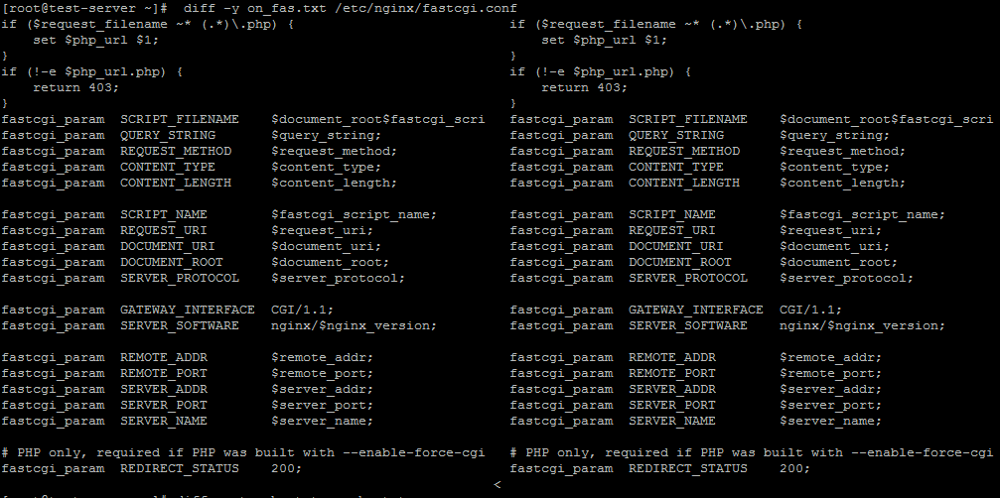 [root@test-server ~]#  diff -y on_fas.txt /etc/nginx/fastcgi.conf
if ($request_filename ~* (.*)\.php) {                           if ($request_filename ~* (.*)\.php) {
    set $php_url $1;                                                set $php_url $1;
}                                                               }
if (!-e $php_url.php) {                                         if (!-e $php_url.php) {
    return 403;                                                     return 403;
}                                                               }
fastcgi_param  SCRIPT_FILENAME    $document_root$fastcgi_scri   fastcgi_param  SCRIPT_FILENAME    $document_root$fastcgi_scri
fastcgi_param  QUERY_STRING       $query_string;                fastcgi_param  QUERY_STRING       $query_string;
fastcgi_param  REQUEST_METHOD     $request_method;              fastcgi_param  REQUEST_METHOD     $request_method;
fastcgi_param  CONTENT_TYPE       $content_type;                fastcgi_param  CONTENT_TYPE       $content_type;
fastcgi_param  CONTENT_LENGTH     $content_length;              fastcgi_param  CONTENT_LENGTH     $content_length;
fastcgi_param  SCRIPT_NAME        $fastcgi_script_name;         fastcgi_param  SCRIPT_NAME        $fastcgi_script_name;
fastcgi_param  REQUEST_URI        $request_uri;                 fastcgi_param  REQUEST_URI        $request_uri;
fastcgi_param  DOCUMENT_URI       $document_uri;                fastcgi_param  DOCUMENT_URI       $document_uri;
fastcgi_param  DOCUMENT_ROOT      $document_root;               fastcgi_param  DOCUMENT_ROOT      $document_root;
fastcgi_param  SERVER_PROTOCOL    $server_protocol;             fastcgi_param  SERVER_PROTOCOL    $server_protocol;
fastcgi_param  GATEWAY_INTERFACE  CGI/1.1;                      fastcgi_param  GATEWAY_INTERFACE  CGI/1.1;
fastcgi_param  SERVER_SOFTWARE    nginx/$nginx_version;         fastcgi_param  SERVER_SOFTWARE    nginx/$nginx_version;
fastcgi_param  REMOTE_ADDR        $remote_addr;                 fastcgi_param  REMOTE_ADDR        $remote_addr;
fastcgi_param  REMOTE_PORT        $remote_port;                 fastcgi_param  REMOTE_PORT        $remote_port;
fastcgi_param  SERVER_ADDR        $server_addr;                 fastcgi_param  SERVER_ADDR        $server_addr;
fastcgi_param  SERVER_PORT        $server_port;                 fastcgi_param  SERVER_PORT        $server_port;
fastcgi_param  SERVER_NAME        $server_name;                 fastcgi_param  SERVER_NAME        $server_name;
# PHP only, required if PHP was built with --enable-force-cgi   # PHP only, required if PHP was built with --enable-force-cgi
fastcgi_param  REDIRECT_STATUS    200;                          fastcgi_param  REDIRECT_STATUS    200;
<